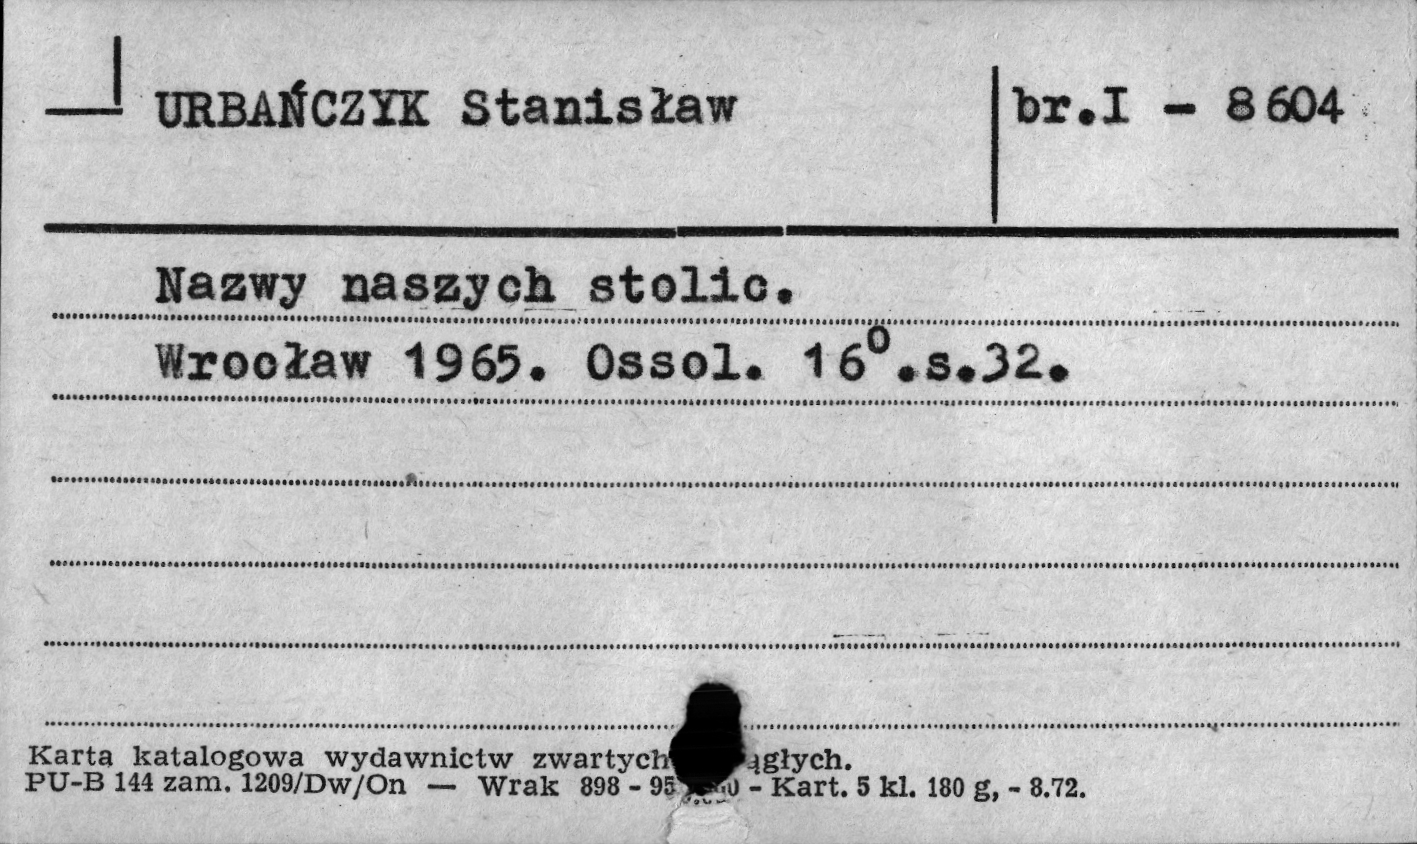 URBAŃCZYK Stanisław
br.I - 8604
Nazwy naszych stolic.
Wrocław 1965. Ossol. 16⁰.s.32.
Karta katalogowa wydawnictw zwartych
PU-B 144 zam. 1209/Dw/On — Wrak 898 - - Kart. 5 kl. 180 g, - 8.72.